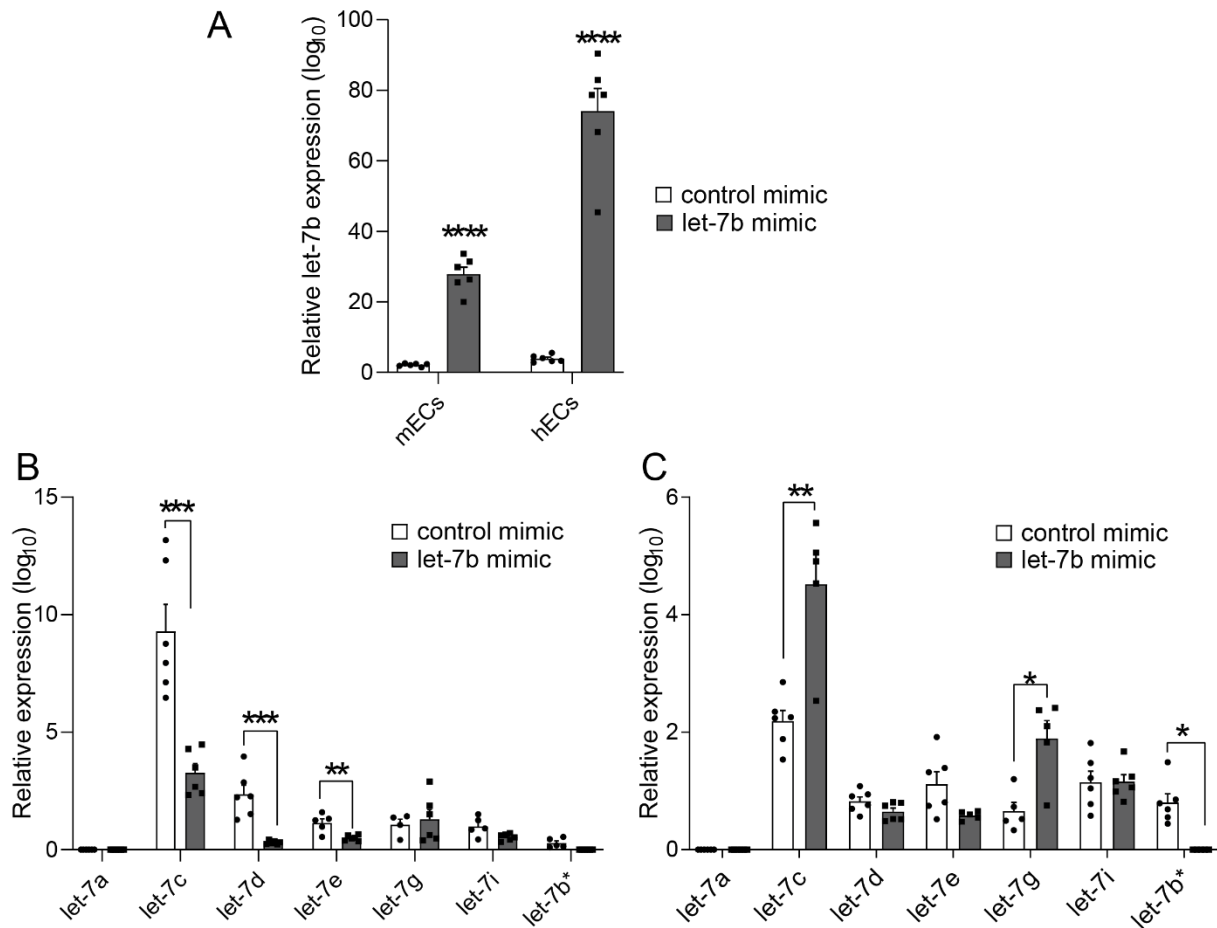 A
Relative let-7b expression (log10)
100
80
60
40
20
0
****
****
mECs
hECs
control mimic
let-7b mimic
B
Relative expression (log10)
15
10
5
0
***
***
**
control mimic
let-7b mimic
let-7a
let-7c
let-7d
let-7e
let-7g
let-7i
let-7b*
C
Relative expression (log10)
6
4
2
0
**
*
*
control mimic
let-7b mimic
let-7a
let-7c
let-7d
let-7e
let-7g
let-7i
let-7b*